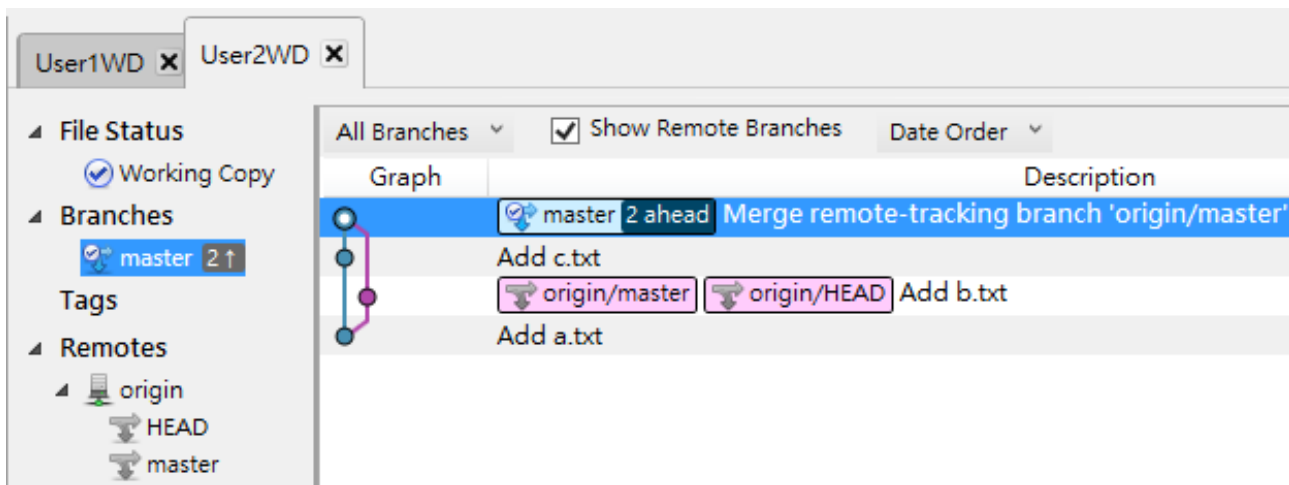 User1WD User2WD
File Status
Working Copy
Branches
master 2↑
Tags
Remotes
origin
HEAD
master
All Branches Show Remote Branches Date Order
Graph Description
master 2 ahead Merge remote-tracking branch 'origin/master'
Add c.txt
origin/master origin/HEAD Add b.txt
Add a.txt